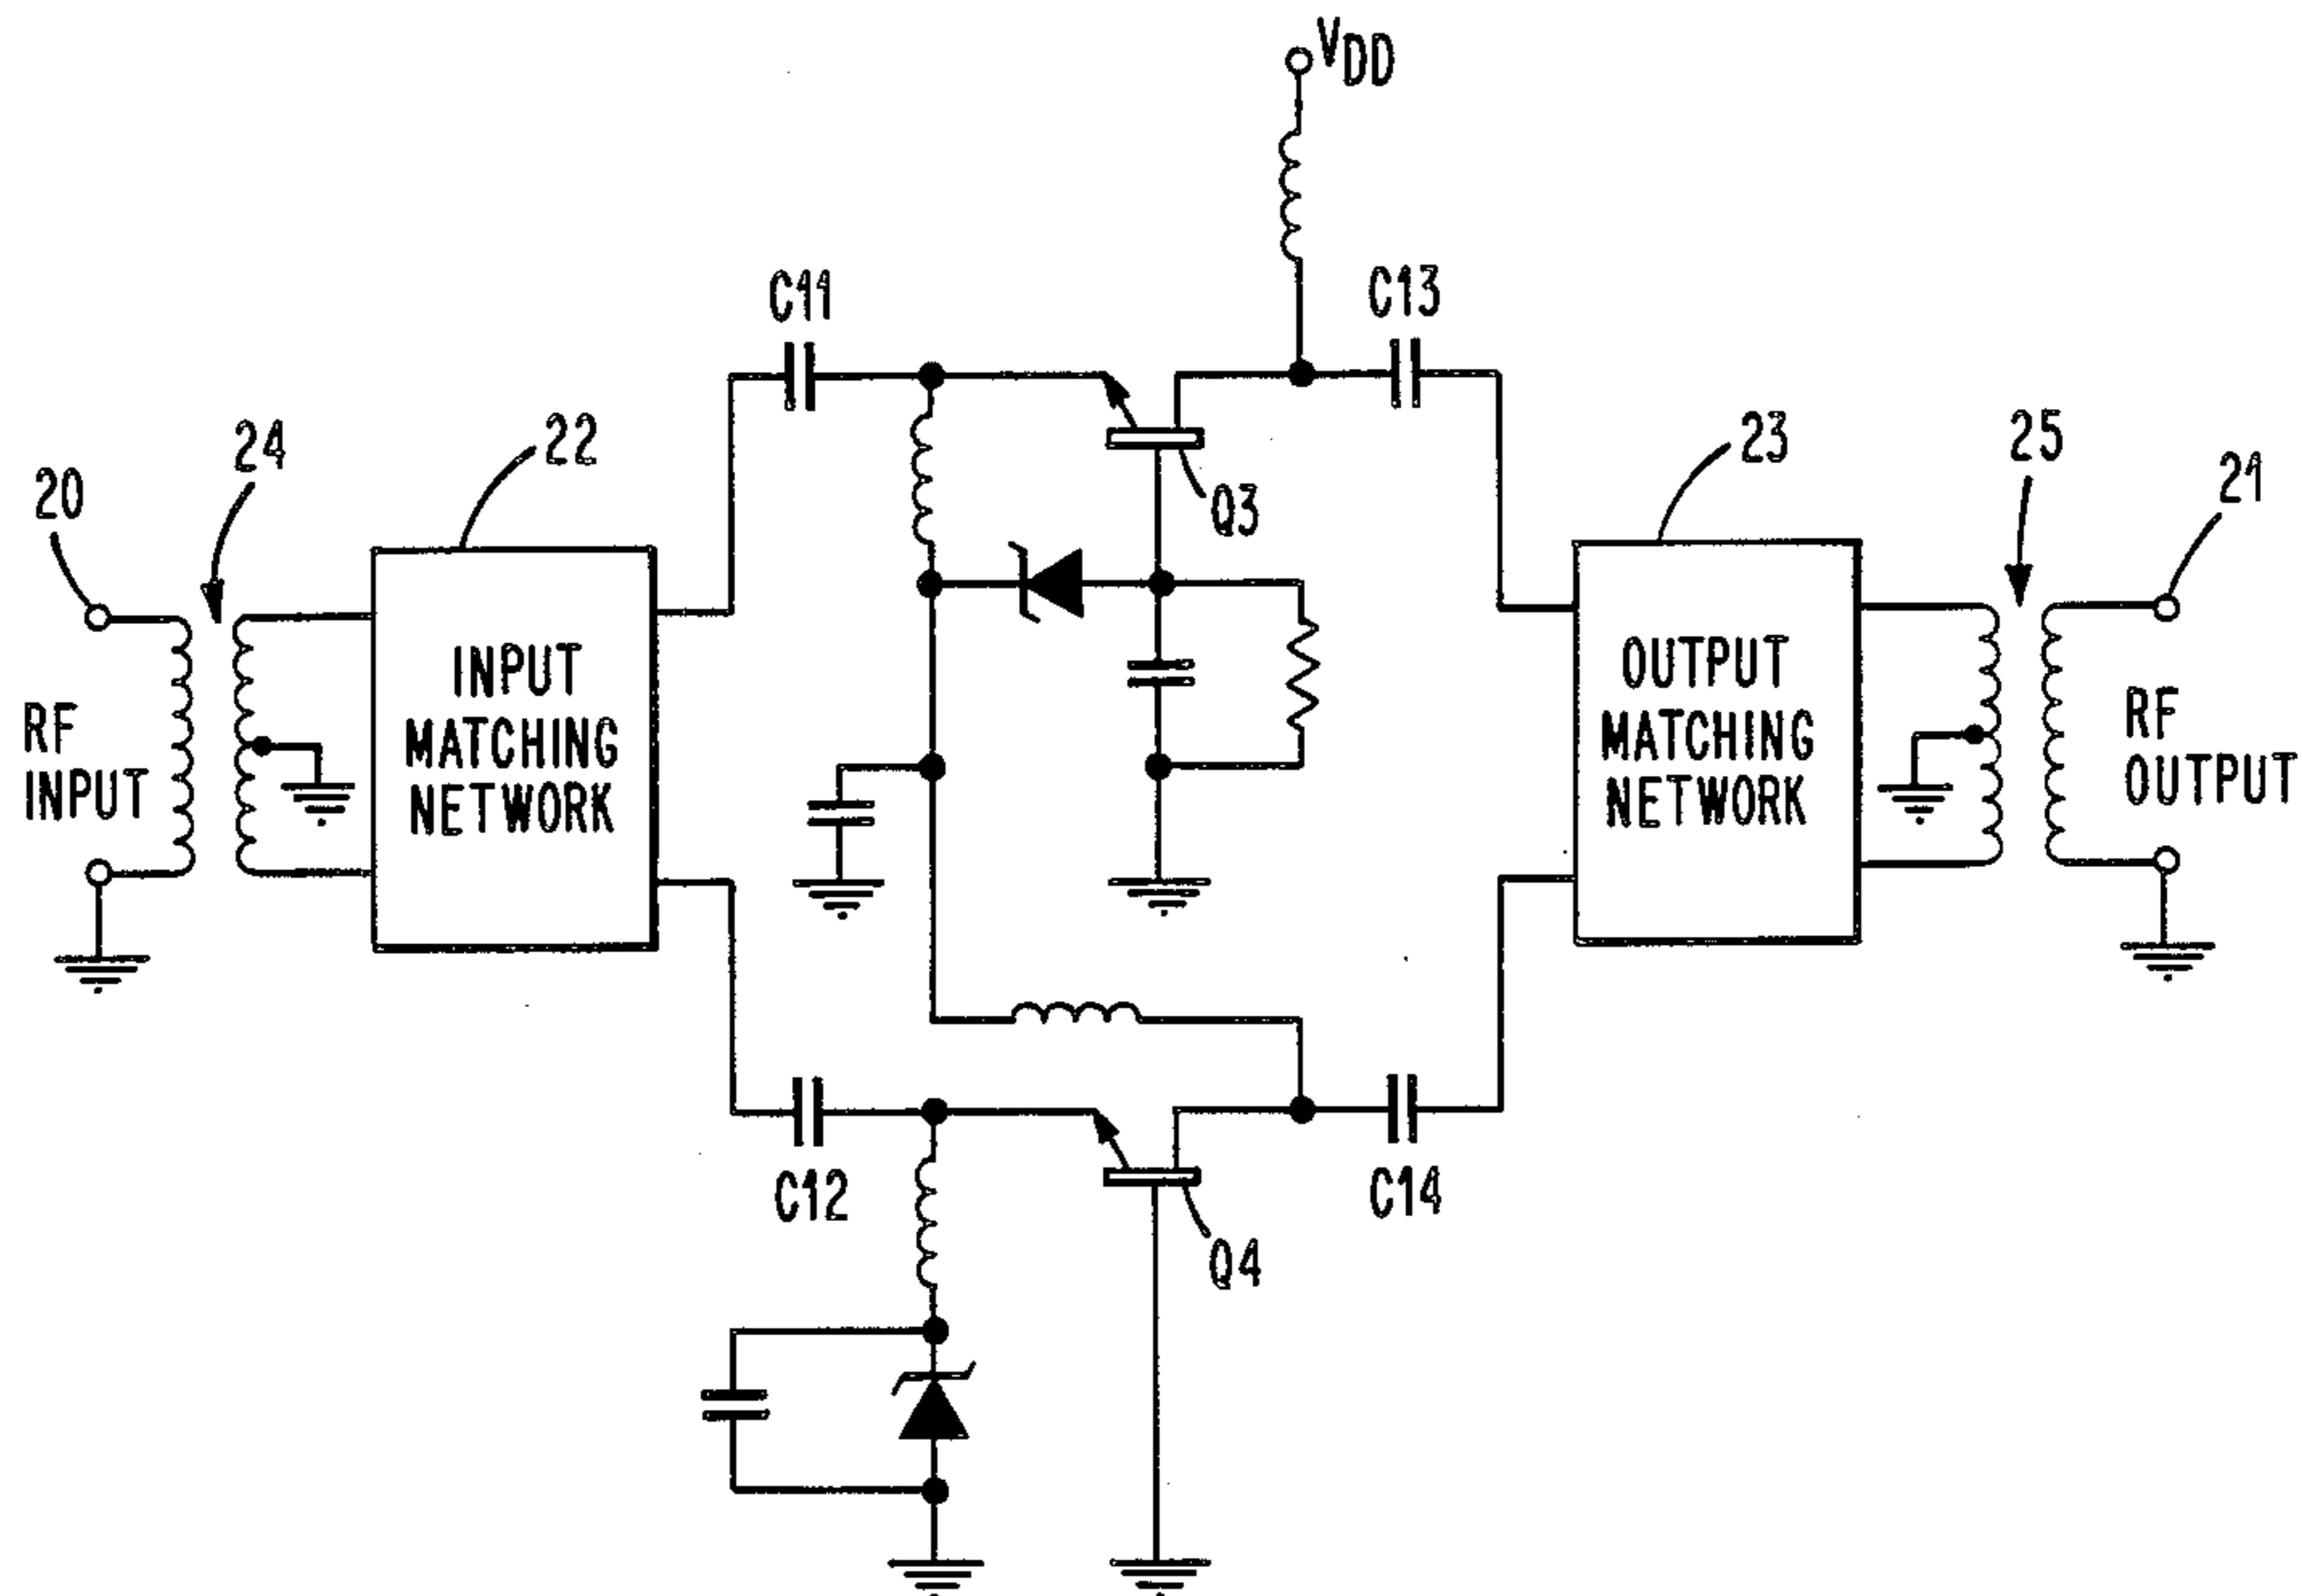 VDD
C11
C13
20
24
22
Q3
23
25
21
RF
INPUT
INPUT
MATCHING
NETWORK
OUTPUT
MATCHING
NETWORK
RF
OUTPUT
C12
C14
Q4